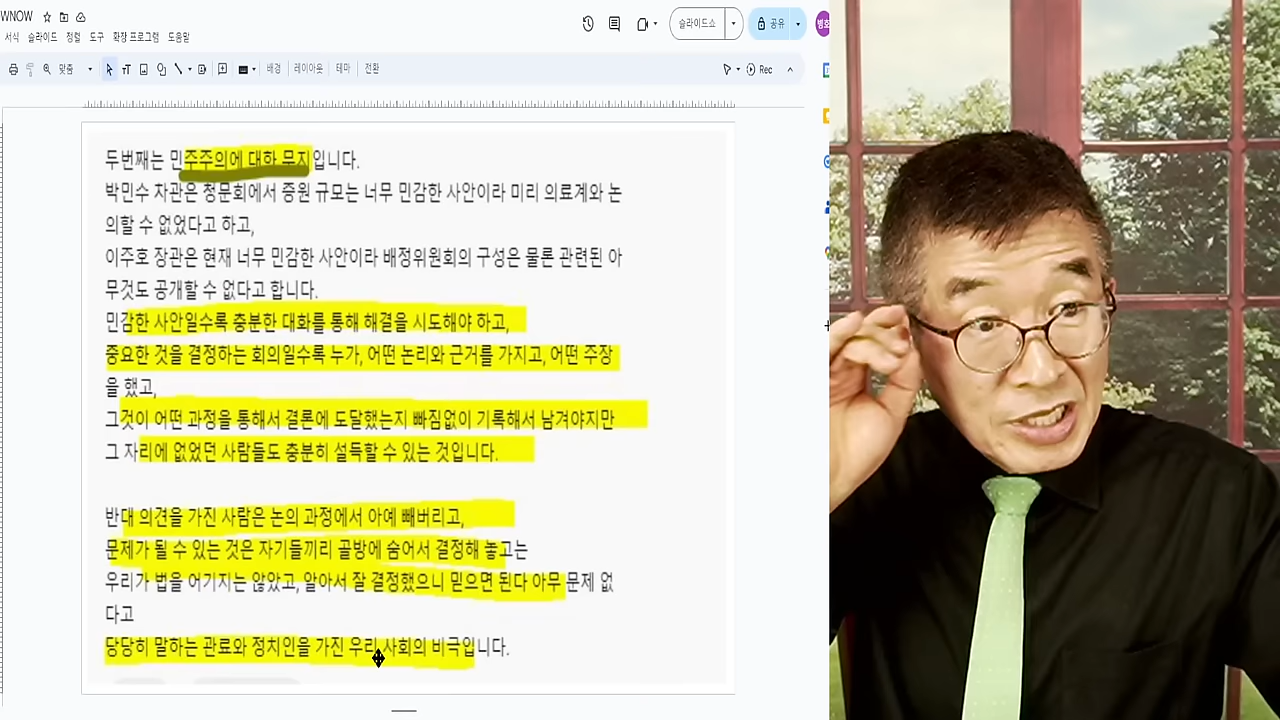 WNOW
서식 슬라이드 정렬 도구 확장 프로그램 도움말
슬라이드쇼
공유
병호
맞춤
배경 레이아웃 테마 전환
Rec
두번째는 민주주의에 대한 무지입니다.
박민수 차관은 청문회에서 증원 규모는 너무 민감한 사안이라 미리 의료계와 논
의할 수 없었다고 하고,
이주호 장관은 현재 너무 민감한 사안이라 배정위원회의 구성은 물론 관련된 아
무것도 공개할 수 없다고 합니다.
민감한 사안일수록 충분한 대화를 통해 해결을 시도해야 하고,
중요한 것을 결정하는 회의일수록 누가, 어떤 논리와 근거를 가지고, 어떤 주장
을 했고,
그것이 어떤 과정을 통해서 결론에 도달했는지 빠짐없이 기록해서 남겨야지만
그 자리에 없었던 사람들도 충분히 설득할 수 있는 것입니다.
반대 의견을 가진 사람은 논의 과정에서 아예 빼버리고,
문제가 될 수 있는 것은 자기들끼리 골방에 숨어서 결정해 놓고는
우리가 법을 어기지는 않았고, 알아서 잘 결정했으니 믿으면 된다 아무 문제 없
다고
당당히 말하는 관료와 정치인을 가진 우리 사회의 비극입니다.